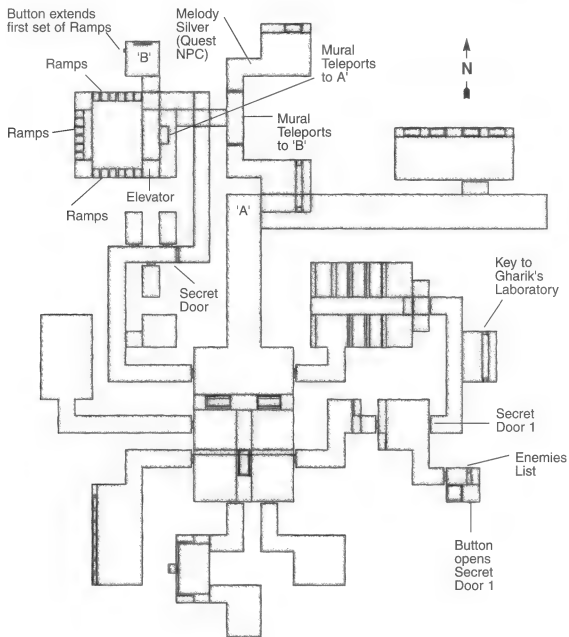 Button extends
first set of Ramps
'B'
Melody
Silver
(Quest
NPC)
Mural
Teleports
to A'
N
Ramps
Ramps
Mural
Teleports
to 'B'
Ramps
Elevator
'A'
Secret
Door
Key to
Gharik's
Laboratory
Secret
Door 1
Enemies
List
Button
opens
Secret
Door 1